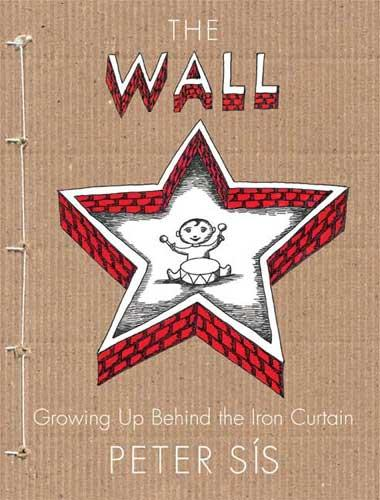 THE
WALL
Growing Up Behind the Iron Curtain
PETER SÍS